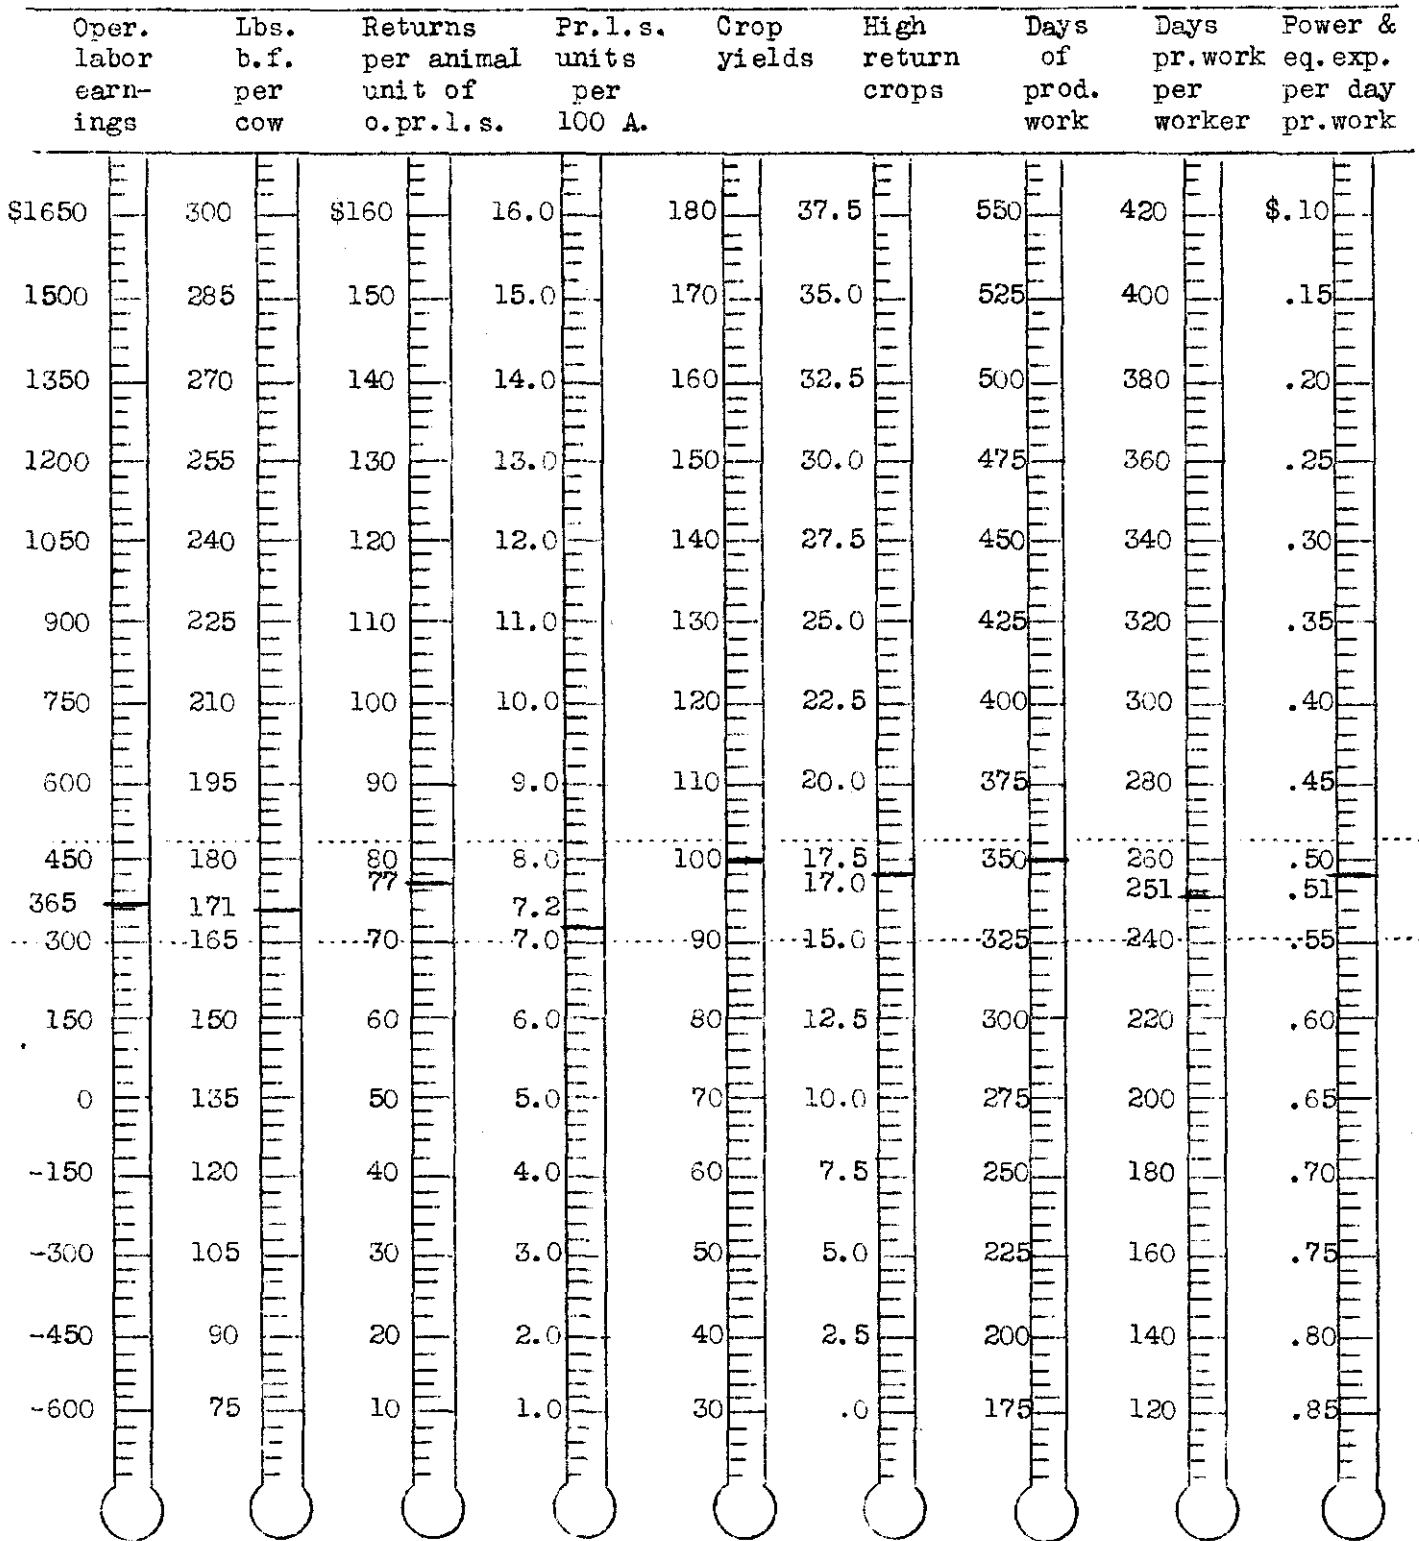 Oper. Lbs. Returns Pr.l.s. Crop High Days Days Power &
labor b.f. per animal units yields return of pr.work eq.exp.
earn- per unit of per crops prod. per per day
ings cow o.pr.l.s. 100 A. work worker pr.work
$1650 300 $160 16.0 180 37.5 550 420 $.10
1500 285 150 15.0 170 35.0 525 400 .15
1350 270 140 14.0 160 32.5 500 380 .20
1200 255 130 13.0 150 30.0 475 360 .25
1050 240 120 12.0 140 27.5 450 340 .30
900 225 110 11.0 130 25.0 425 320 .35
750 210 100 10.0 120 22.5 400 300 .40
600 195 90 9.0 110 20.0 375 280 .45
450 180 80 8.0 100 17.5 350 260 .50
365 171 77 7.2 17.0 251 .51
300 165 70 7.0 90 15.0 325 240 .55
150 150 60 6.0 80 12.5 300 220 .60
0 135 50 5.0 70 10.0 275 200 .65
-150 120 40 4.0 60 7.5 250 180 .70
-300 105 30 3.0 50 5.0 225 160 .75
-450 90 20 2.0 40 2.5 200 140 .80
-600 75 10 1.0 30 .0 175 120 .85